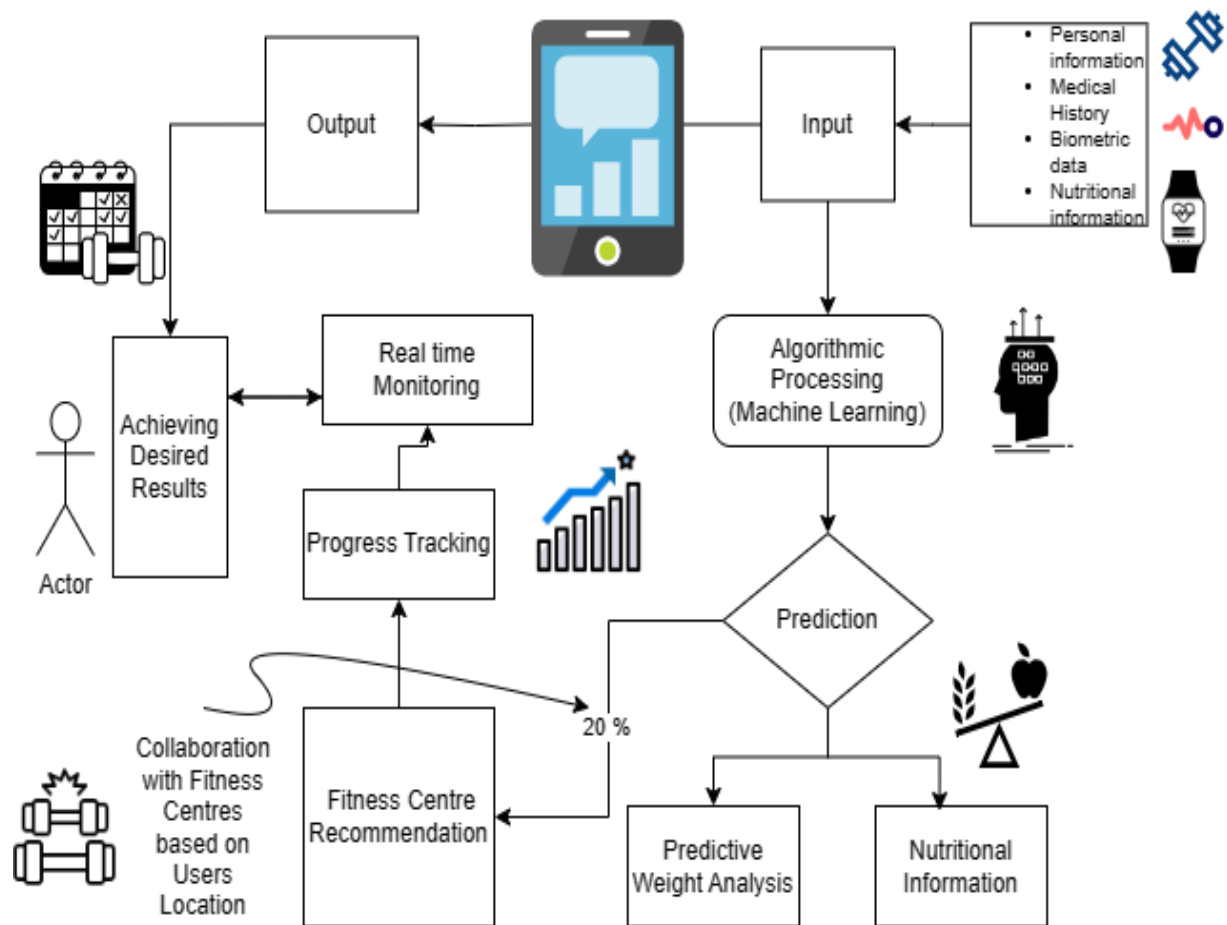 Output
Input
• Personal
information
• Medical
History
• Biometric
data
• Nutritional
information
Real time
Monitoring
Algorithmic
Processing
(Machine Learning)
Achieving
Desired
Results
Actor
Progress Tracking
Prediction
20 %
Collaboration
with Fitness
Centres
based on
Users
Location
Fitness Centre
Recommendation
Predictive
Weight Analysis
Nutritional
Information